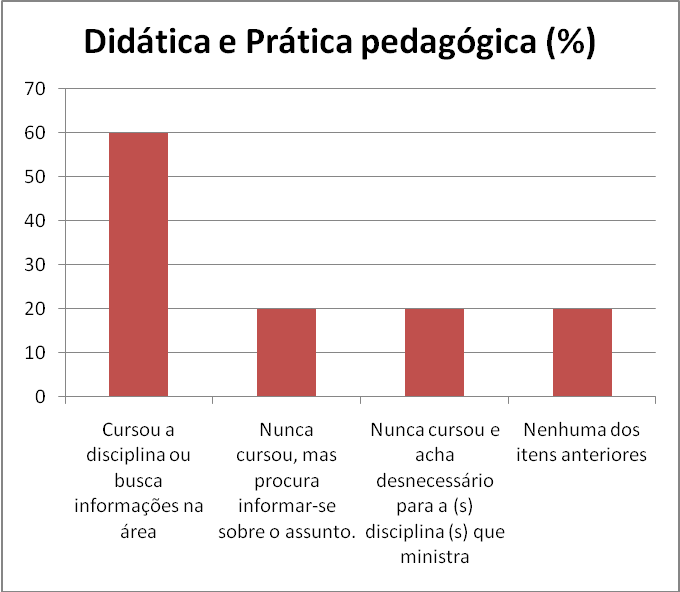 Didática e Prática pedagógica (%)
70
60
50
40
30
20
10
0
Cursou a
disciplina ou
busca
informações na
área
Nunca
cursou, mas
procura
informar-se
sobre o assunto.
Nunca cursou e
acha
desnecessário
para a (s)
disciplina (s) que
ministra
Nenhuma dos
itens anteriores